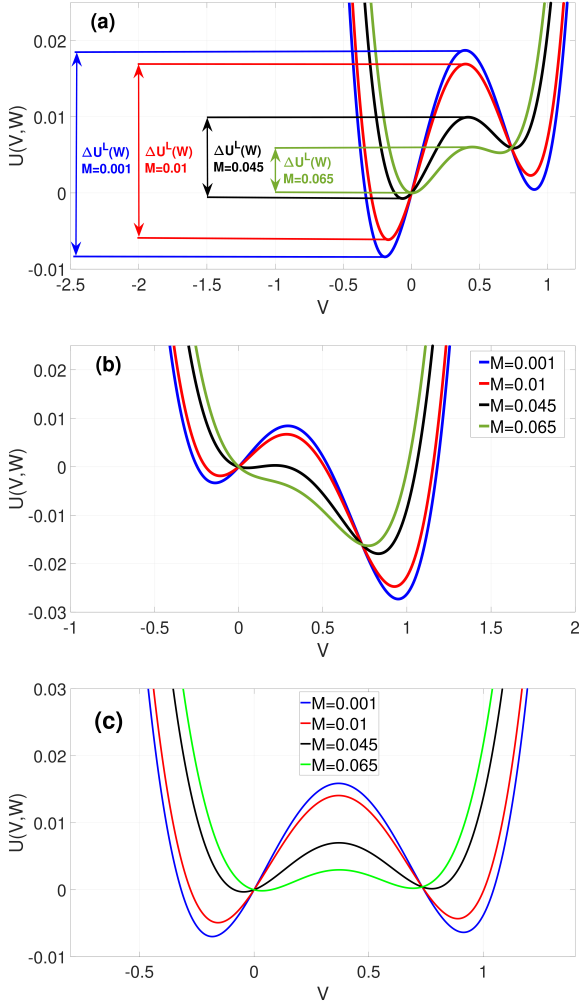 (a)
U(V,W)
0.02
0.01
0
-0.01
ΔU^L(W)
M=0.001
ΔU^L(W)
M=0.01
ΔU^L(W)
M=0.045
ΔU^L(W)
M=0.065
-2.5 -2 -1.5 -1 -0.5 0 0.5 1
V
(b)
U(V,W)
0.02
0.01
0
-0.01
-0.02
-0.03
M=0.001
M=0.01
M=0.045
M=0.065
-1 -0.5 0 0.5 1 1.5 2
V
(c)
U(V,W)
0.03
0.02
0.01
0
-0.01
M=0.001
M=0.01
M=0.045
M=0.065
-0.5 0 0.5 1
V